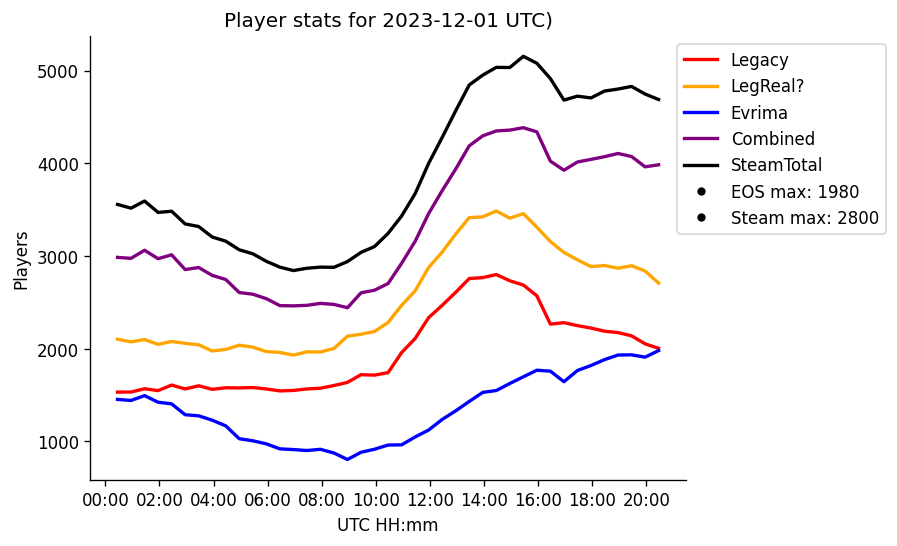 Player stats for 2023-12-01 UTC)
Legacy
LegReal?
Evrima
Combined
SteamTotal
EOS max: 1980
Steam max: 2800
Players
5000
4000
3000
2000
1000
00:00 02:00 04:00 06:00 08:00 10:00 12:00 14:00 16:00 18:00 20:00
UTC HH:mm